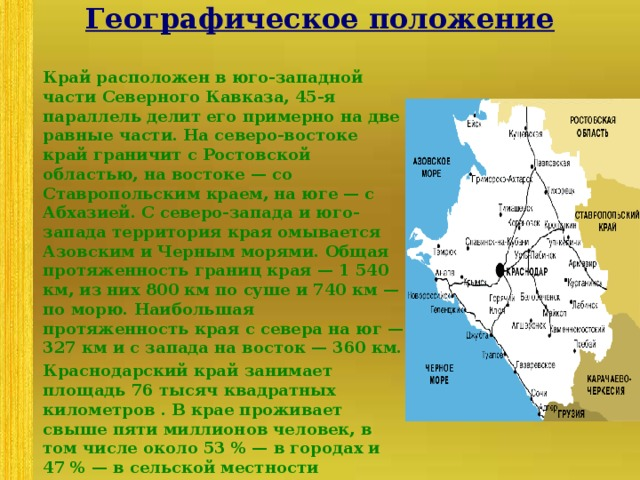 Географическое положение
Край расположен в юго-западной
части Северного Кавказа, 45-я
параллель делит его примерно на две
равные части. На северо-востоке
край граничит с Ростовской
областью, на востоке — со
Ставропольским краем, на юге — с
Абхазией. С северо-запада и юго-
запада территория края омывается
Азовским и Черным морями. Общая
протяженность границ края — 1 540
км, из них 800 км по суше и 740 км —
по морю. Наибольшая
протяженность края с севера на юг —
327 км и с запада на восток — 360 км.
Краснодарский край занимает
площадь 76 тысяч квадратных
километров . В крае проживает
свыше пяти миллионов человек, в
том числе около 53 % — в городах и
47 % — в сельской местности
Ейск
Кущевская
РОСТОВСКАЯ
ОБЛАСТЬ
АЗОВСКОЕ
МОРЕ
Павловская
Приморско-Ахтарск
Тихорецк
Тимашевск
Кореновск
Кропоткин
СТАВРОПОЛЬСКИЙ
КРАЙ
Славянск-на-Кубани
Гулькевичи
Темрюк
Усть-Лабинск
Армавир
Анапа
Крымск
КРАСНОДАР
Курганинск
Новороссийск
Горячий
Ключ
Белореченск
Лабинск
Геленджик
Майкоп
Апшеронск
Каменномостский
Джубга
Псебай
Туапсе
ЧЕРНОЕ
МОРЕ
Лазаревское
КАРАЧАЕВО-
ЧЕРКЕСИЯ
Сочи
Адлер
ГРУЗИЯ